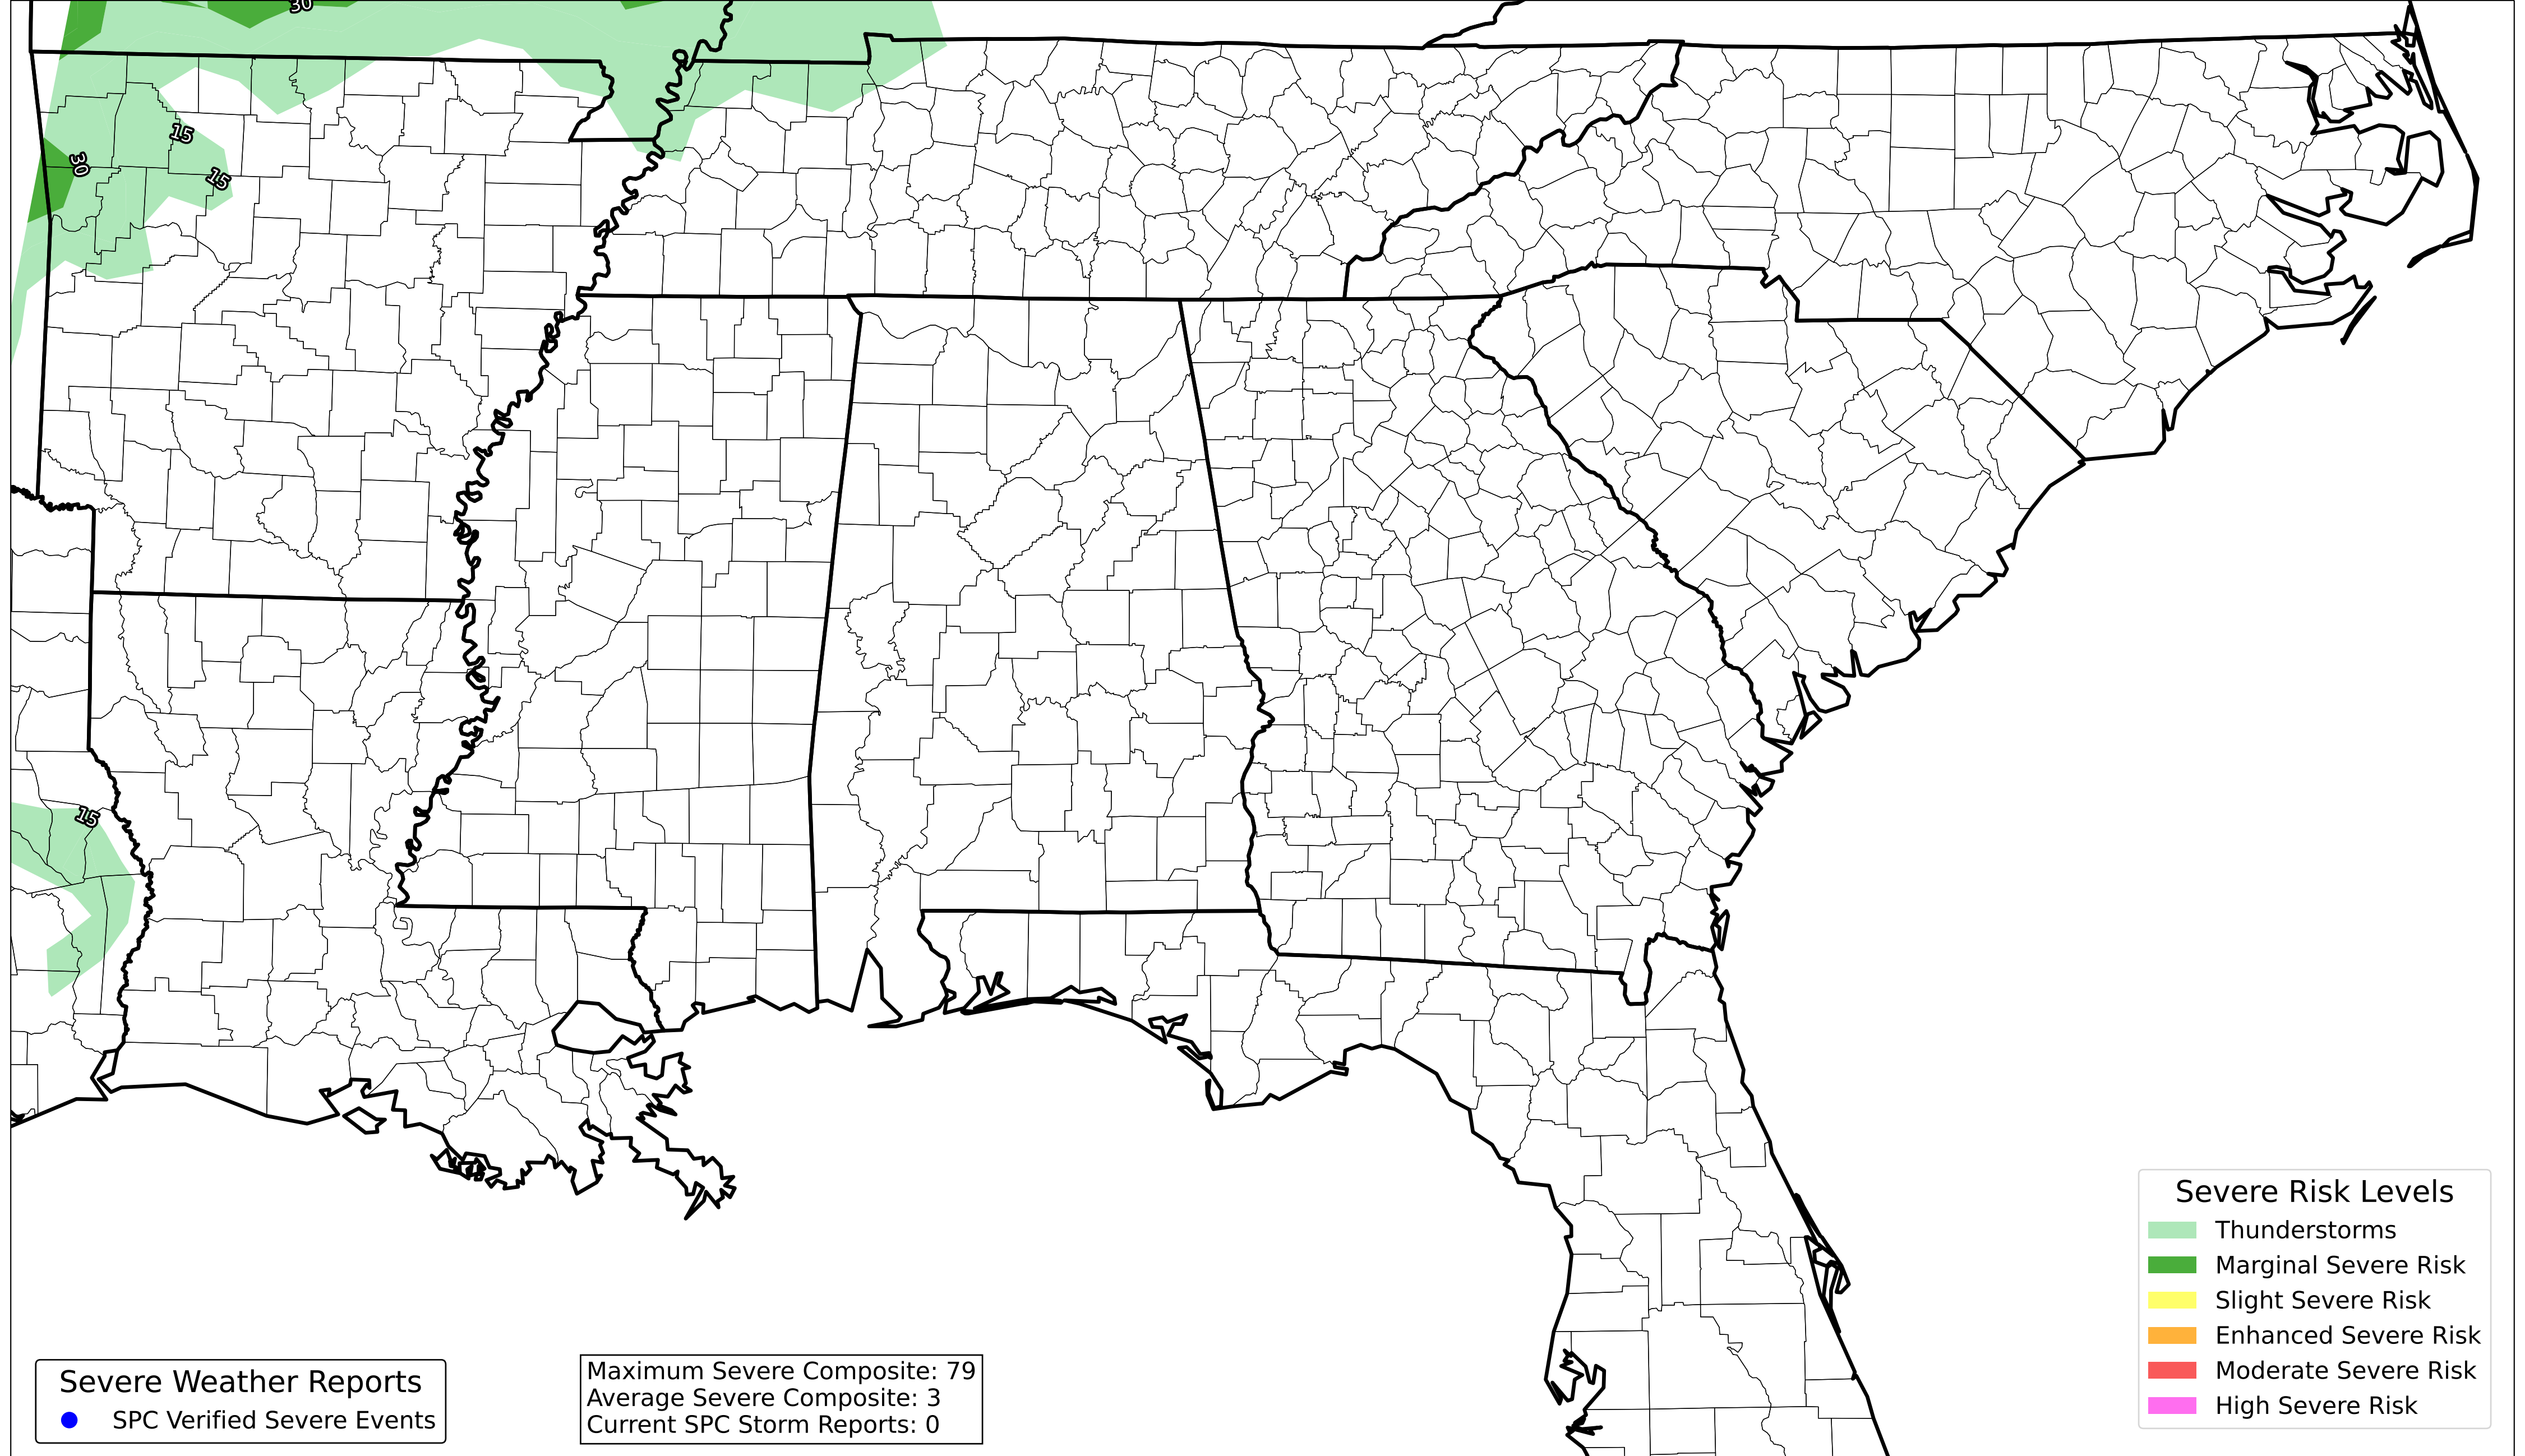 30
15
30
15
15
Severe Risk Levels
Thunderstorms
Marginal Severe Risk
Slight Severe Risk
Enhanced Severe Risk
Moderate Severe Risk
High Severe Risk
Severe Weather Reports
SPC Verified Severe Events
Maximum Severe Composite: 79
Average Severe Composite: 3
Current SPC Storm Reports: 0